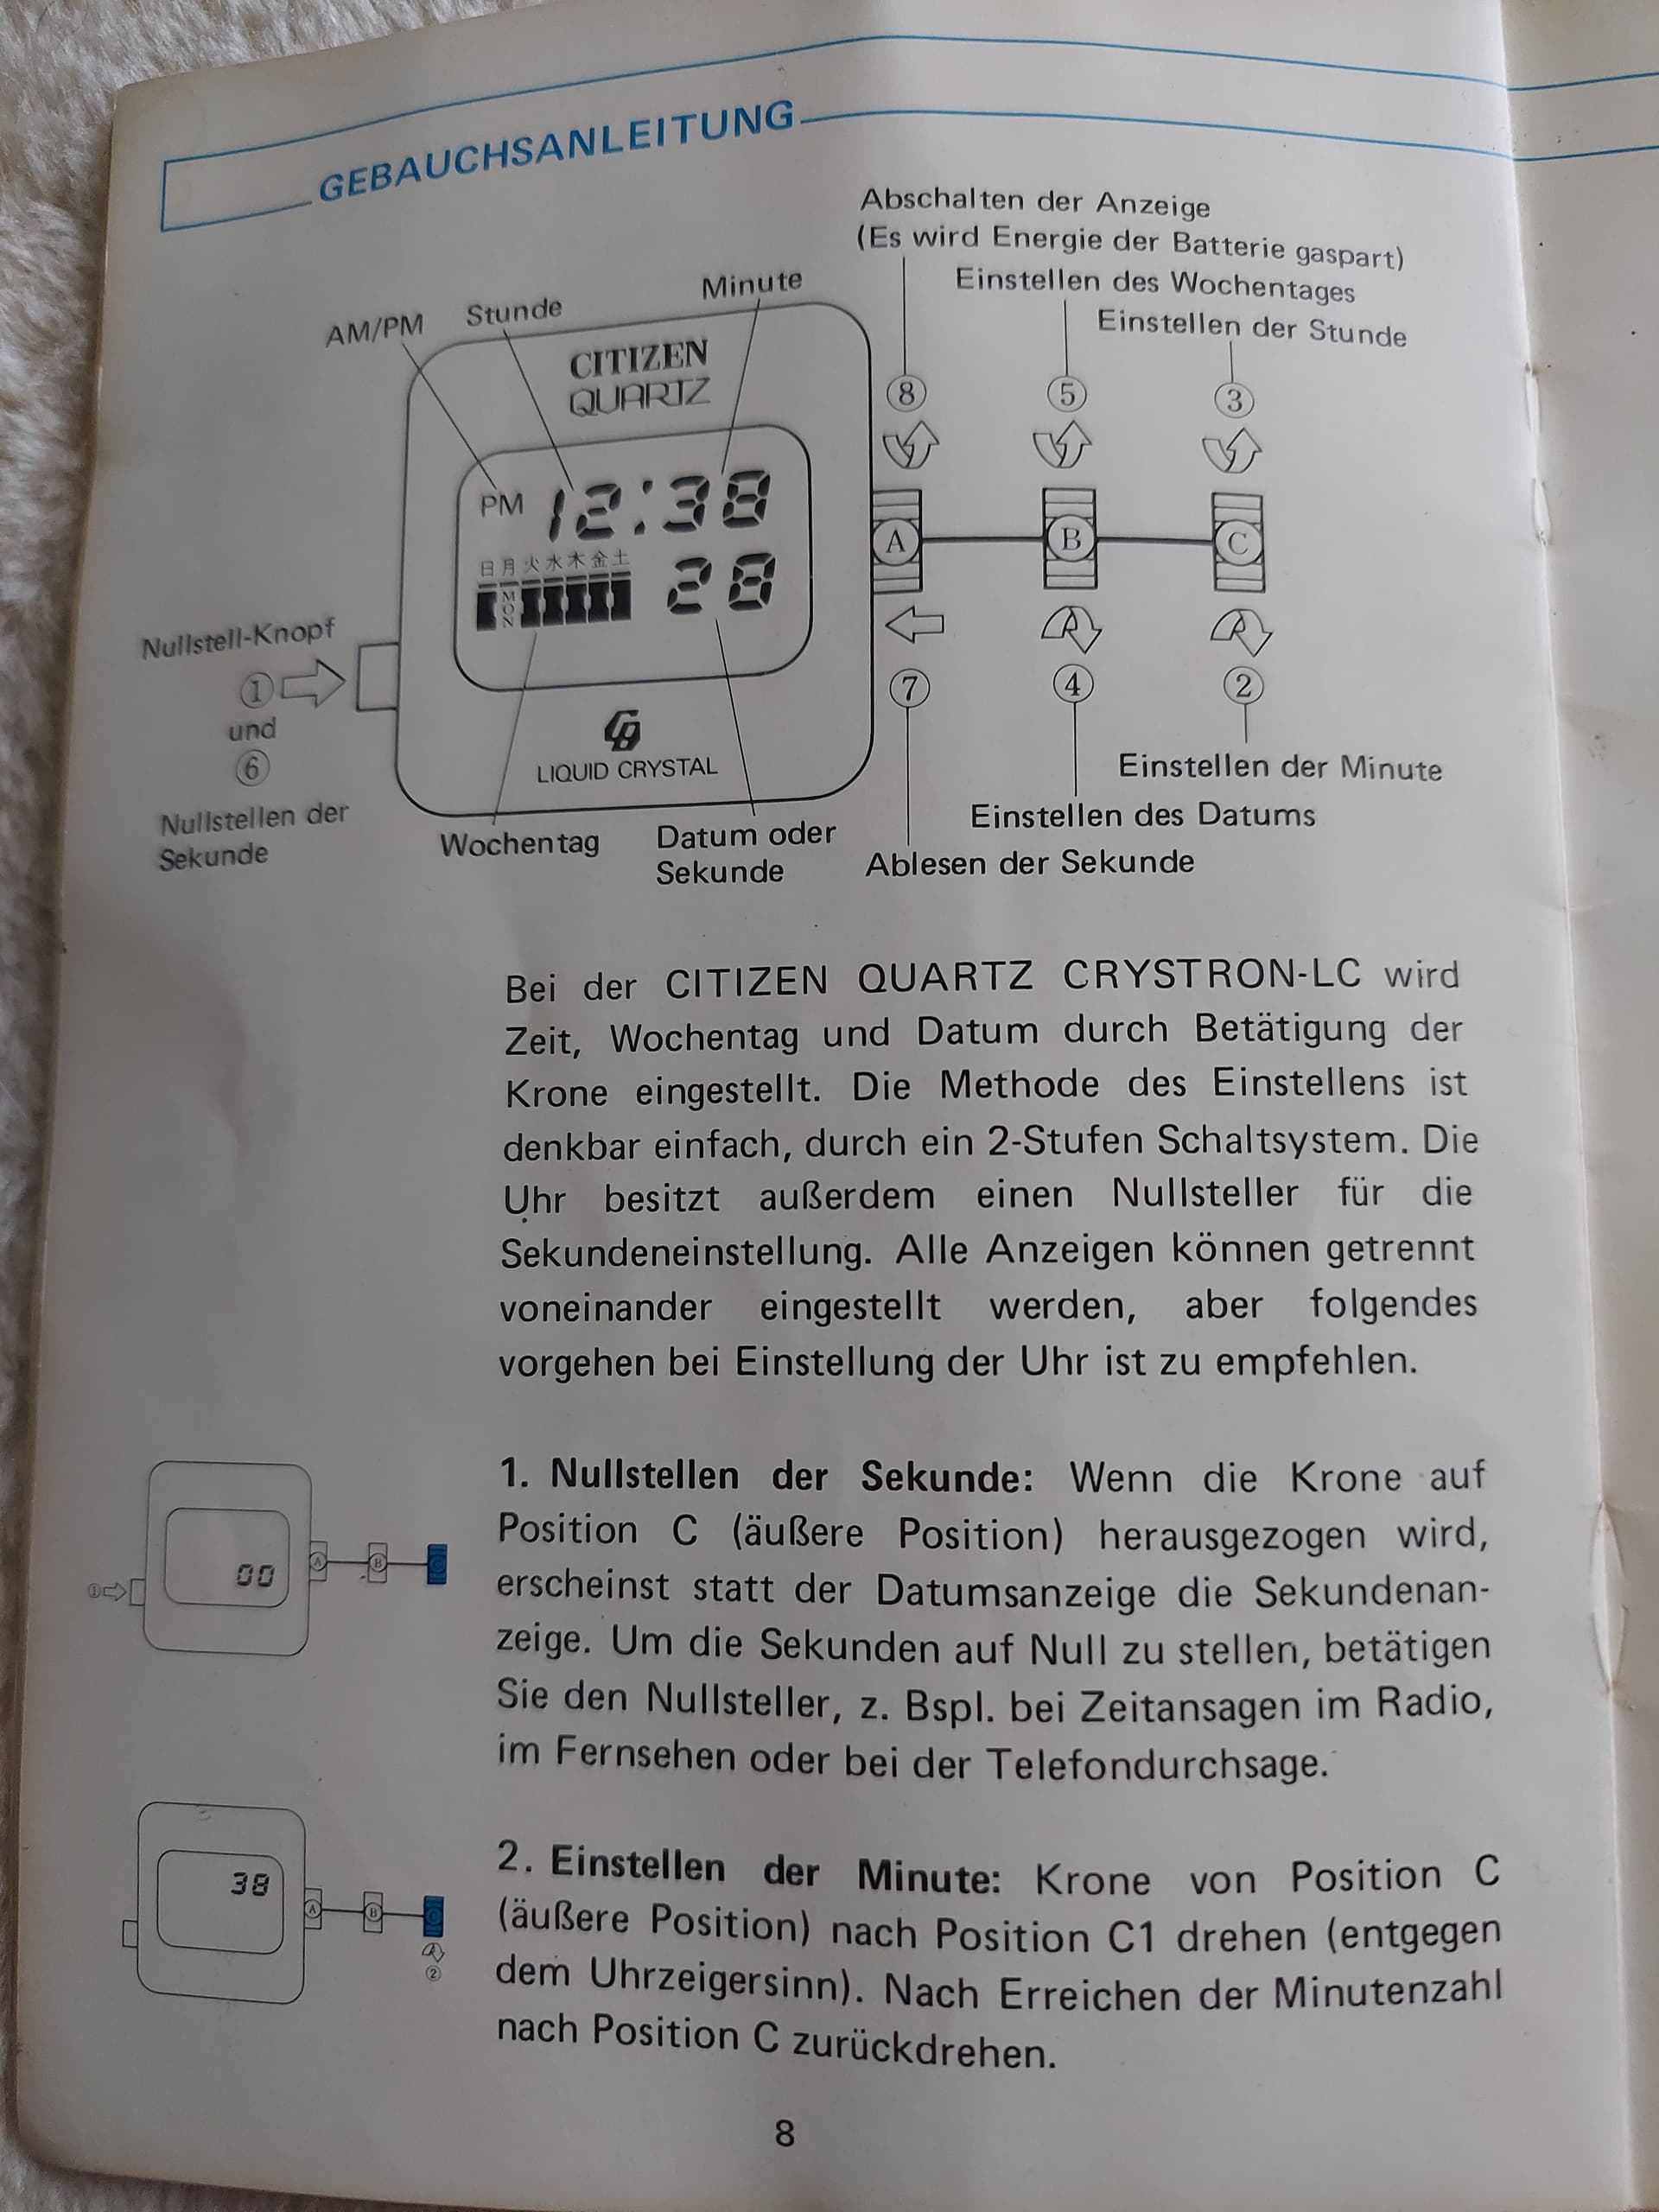 GEBAUCHSANLEITUNG
Abschalten der Anzeige
(Es wird Energie der Batterie gaspart)
Einstellen des Wochentages
Einstellen der Stunde
AM/PM
Stunde
Minute
8
5
3
CITIZEN
QUARTZ
PM 12:38
日 月 火 水 木 金 土
MON
28
A
B
C
Nullstell-Knopf
1
und
6
Nullstellen der
Sekunde
7
4
2
LIQUID CRYSTAL
Einstellen der Minute
Einstellen des Datums
Ablesen der Sekunde
Wochentag
Datum oder
Sekunde
Bei der CITIZEN QUARTZ CRYSTRON-LC wird
Zeit, Wochentag und Datum durch Betätigung der
Krone eingestellt. Die Methode des Einstellens ist
denkbar einfach, durch ein 2-Stufen Schaltsystem. Die
Uhr besitzt außerdem einen Nullsteller für die
Sekundeneinstellung. Alle Anzeigen können getrennt
voneinander eingestellt werden, aber folgendes
vorgehen bei Einstellung der Uhr ist zu empfehlen.
1
00
A
B
C
1. Nullstellen der Sekunde: Wenn die Krone auf
Position C (äußere Position) herausgezogen wird,
erscheinst statt der Datumsanzeige die Sekundenan-
zeige. Um die Sekunden auf Null zu stellen, betätigen
Sie den Nullsteller, z. Bspl. bei Zeitansagen im Radio,
im Fernsehen oder bei der Telefondurchsage.
38
A
B
C
2
2. Einstellen der Minute: Krone von Position C
(äußere Position) nach Position C1 drehen (entgegen
dem Uhrzeigersinn). Nach Erreichen der Minutenzahl
nach Position C zurückdrehen.
8